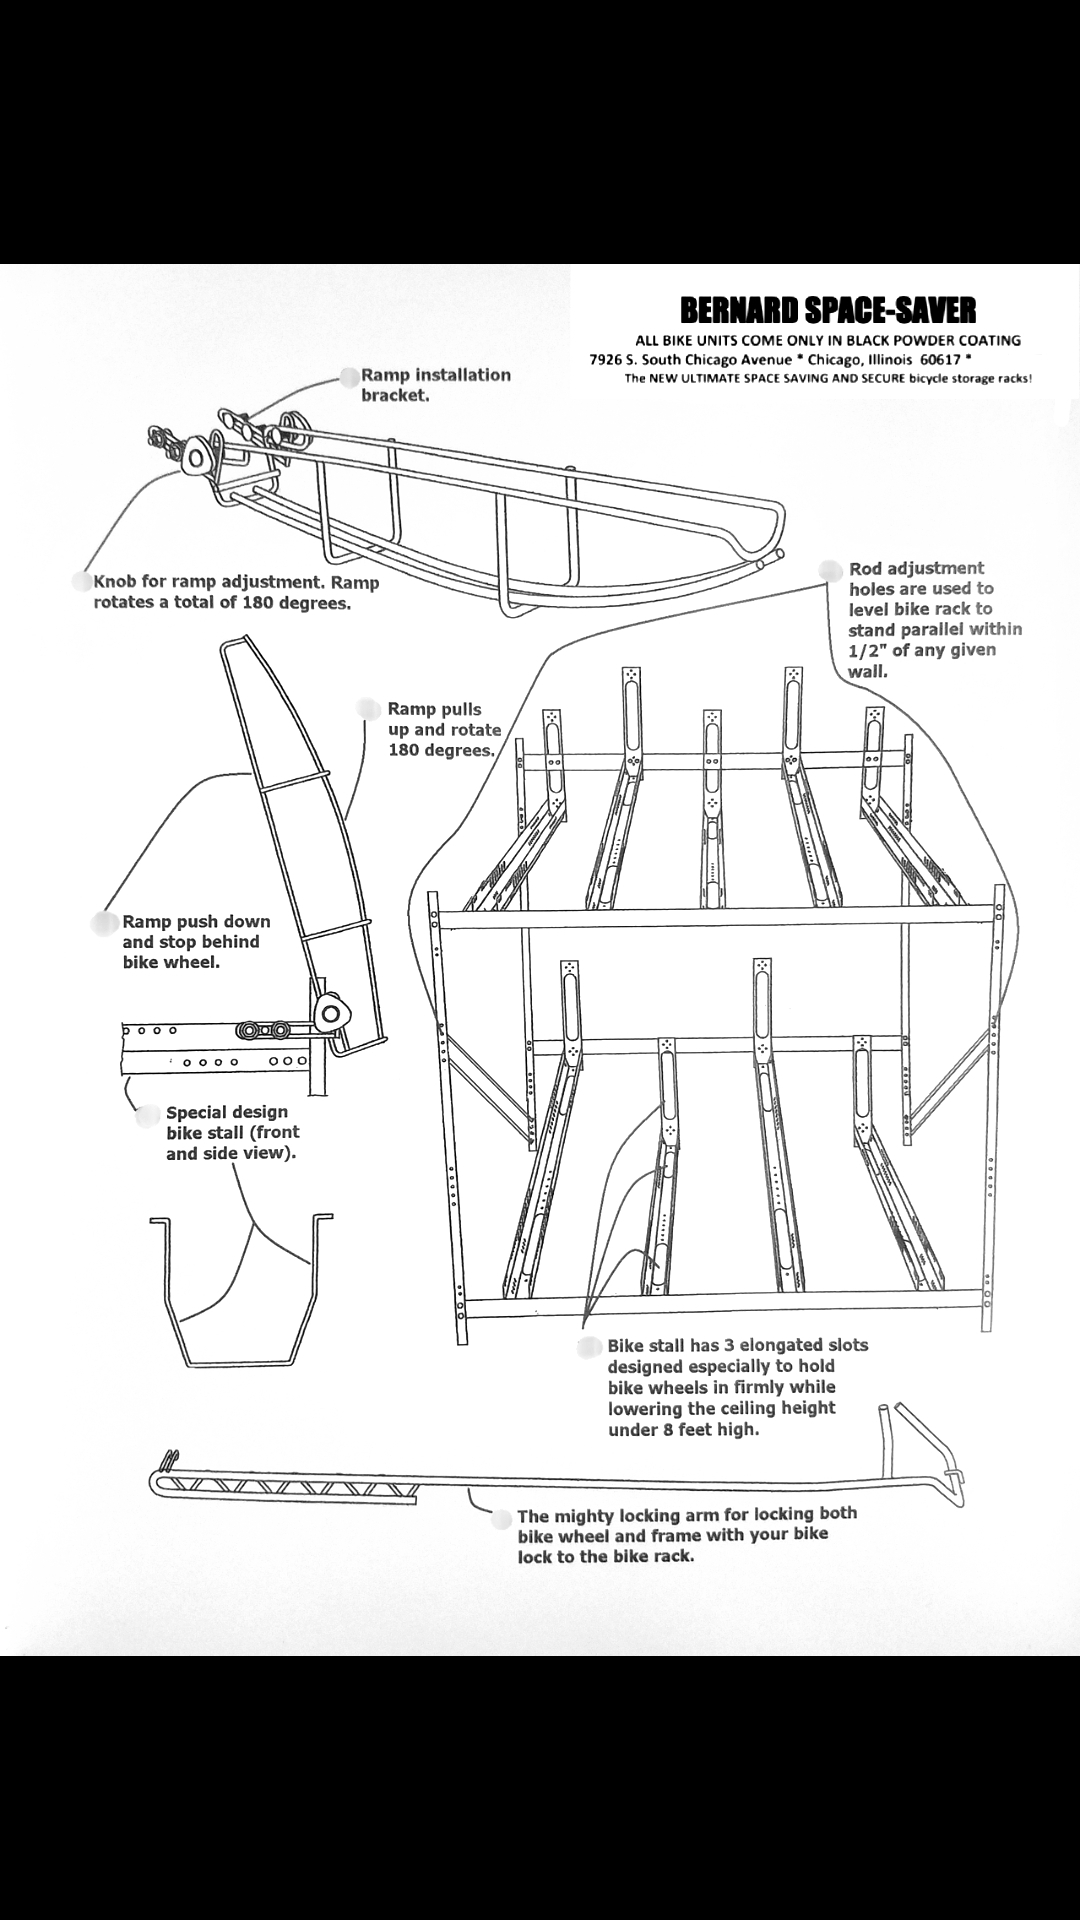 BERNARD SPACE-SAVER
ALL BIKE UNITS COME ONLY IN BLACK POWDER COATING
7926 S. South Chicago Avenue * Chicago, Illinois 60617 *
The NEW ULTIMATE SPACE SAVING AND SECURE bicycle storage racks!
Ramp installation
bracket.
Knob for ramp adjustment. Ramp
rotates a total of 180 degrees.
Rod adjustment
holes are used to
level bike rack to
stand parallel within
1/2" of any given
wall.
Ramp pulls
up and rotate
180 degrees.
Ramp push down
and stop behind
bike wheel.
Special design
bike stall (front
and side view).
Bike stall has 3 elongated slots
designed especially to hold
bike wheels in firmly while
lowering the ceiling height
under 8 feet high.
The mighty locking arm for locking both
bike wheel and frame with your bike
lock to the bike rack.